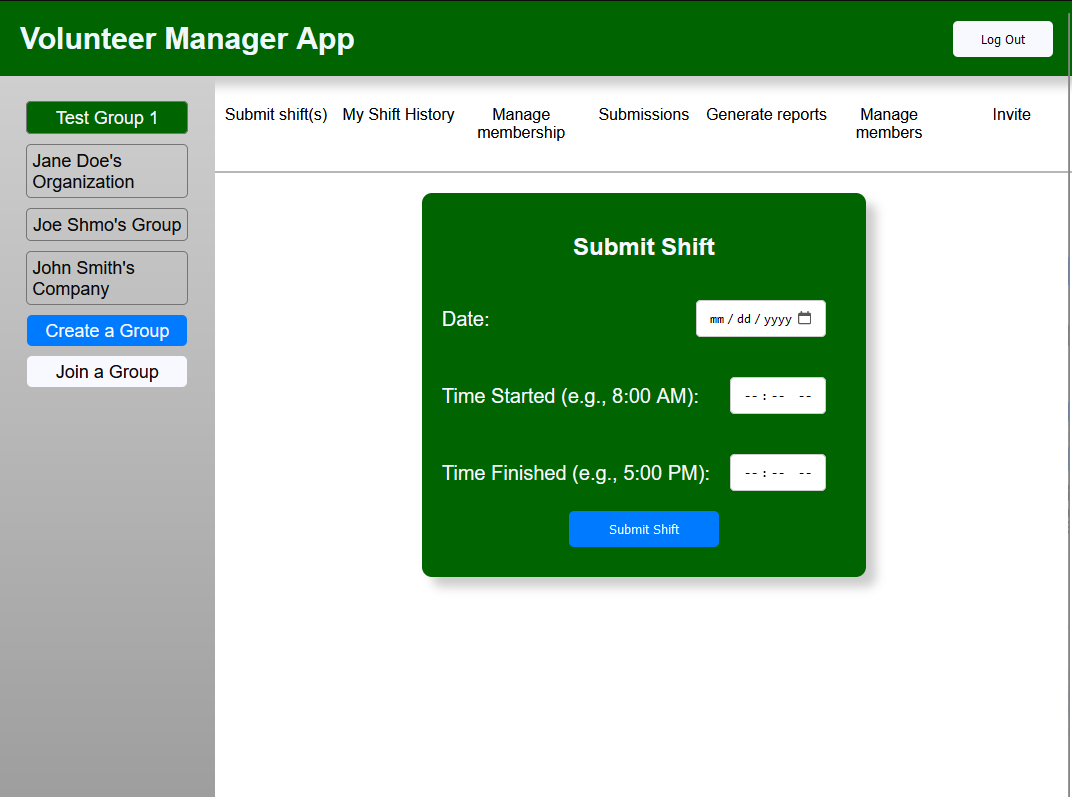 Volunteer Manager App
Log Out
Test Group 1
Jane Doe's
Organization
Joe Shmo's Group
John Smith's
Company
Create a Group
Join a Group
Submit shift(s)
My Shift History
Manage
membership
Submissions
Generate reports
Manage
members
Invite
Submit Shift
Date:
mm / dd / yyyy
Time Started (e.g., 8:00 AM):
-- : -- --
Time Finished (e.g., 5:00 PM):
-- : -- --
Submit Shift